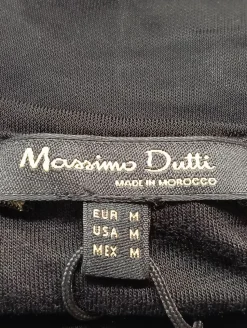 Massimo Dutti
MADE IN MOROCCO
EUR M
USA M
MEX M